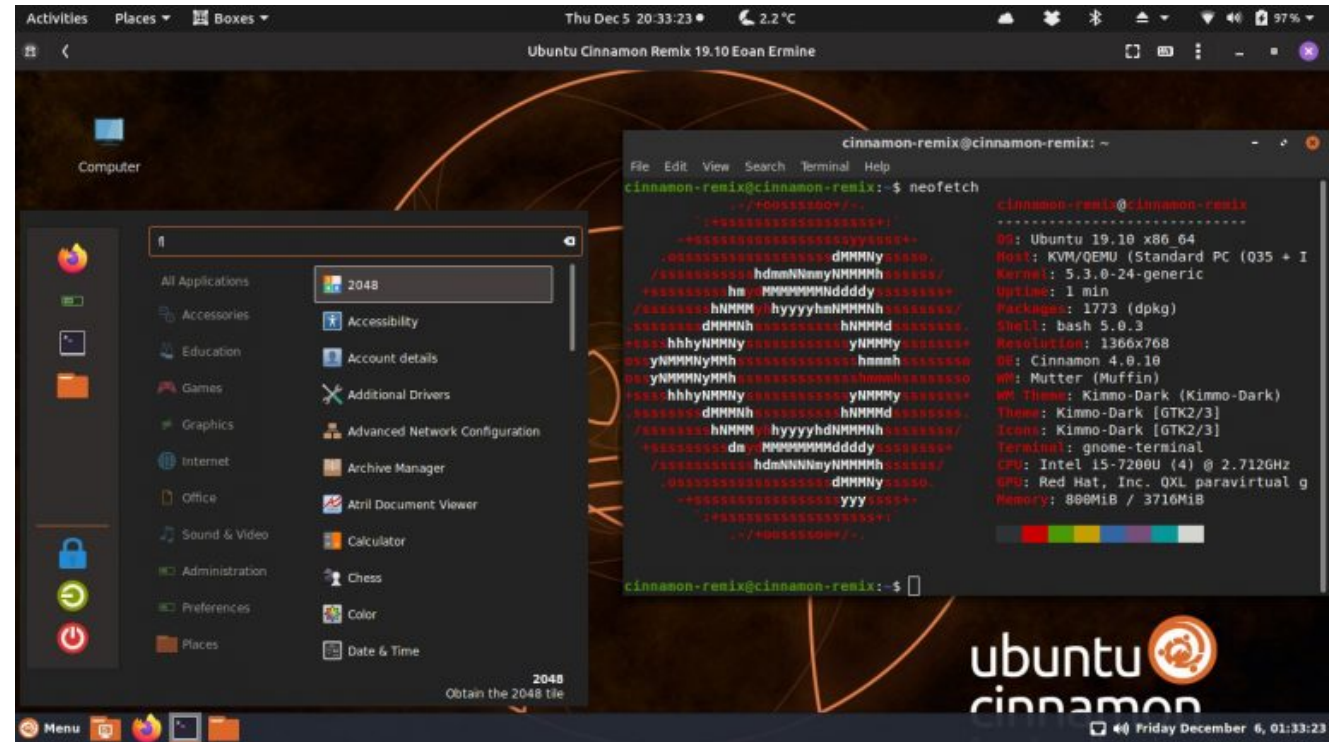 Activities Places Boxes Thu Dec 5 20:33:23 2.2 °C 97 %
Ubuntu Cinnamon Remix 19.10 Eoan Ermine
Computer
fl
All Applications
Accessories
Education
Games
Graphics
Internet
Office
Sound & Video
Administration
Preferences
Places
2048
Accessibility
Account details
Additional Drivers
Advanced Network Configuration
Archive Manager
Atril Document Viewer
Calculator
Chess
Color
Date & Time
2048
Obtain the 2048 tile
cinnamon-remix@cinnamon-remix: ~
File Edit View Search Terminal Help
cinnamon-remix@cinnamon-remix:~$ neofetch
cinnamon-remix@cinnamon-remix
-----------------------------
OS: Ubuntu 19.10 x86_64
Host: KVM/QEMU (Standard PC (Q35 + I
Kernel: 5.3.0-24-generic
Uptime: 1 min
Packages: 1773 (dpkg)
Shell: bash 5.0.3
Resolution: 1366x768
DE: Cinnamon 4.0.10
WM: Mutter (Muffin)
WM Theme: Kimmo-Dark (Kimmo-Dark)
Theme: Kimmo-Dark [GTK2/3]
Icons: Kimmo-Dark [GTK2/3]
Terminal: gnome-terminal
CPU: Intel i5-7200U (4) @ 2.712GHz
GPU: Red Hat, Inc. QXL paravirtual g
Memory: 800MiB / 3716MiB
cinnamon-remix@cinnamon-remix:~$
ubuntu
cinnamon
Menu Friday December 6, 01:33:23